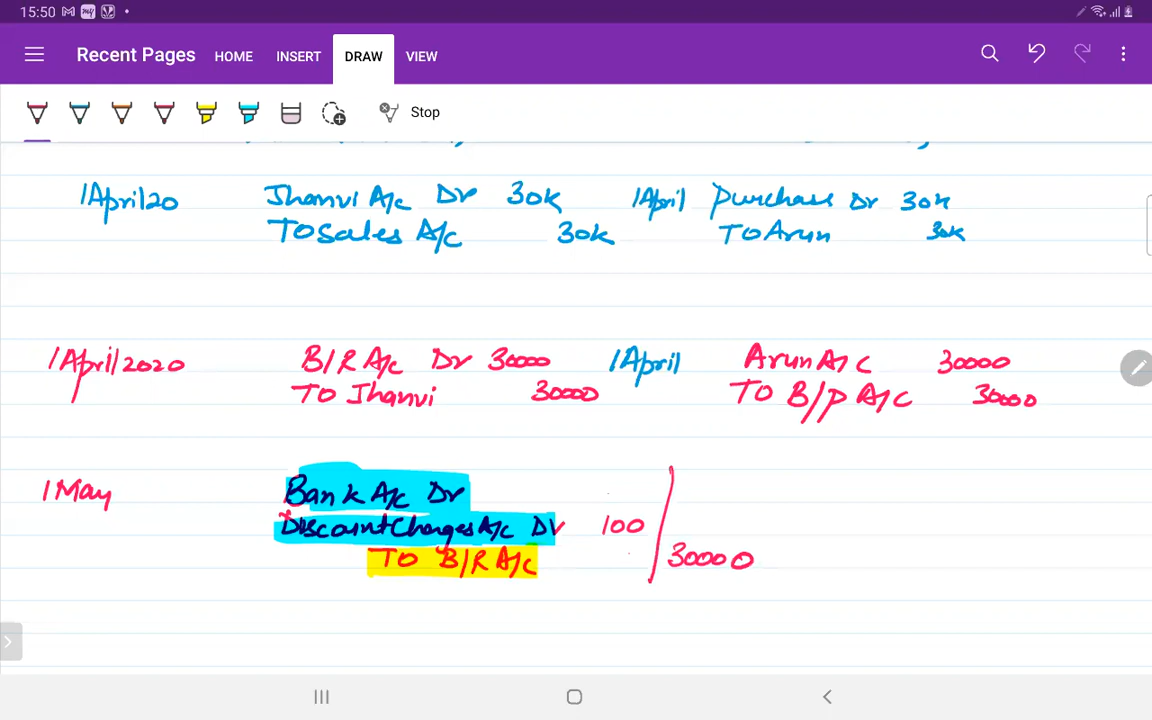 15:50
Recent Pages HOME INSERT DRAW VIEW
Stop
1April20 Jhanvi A/c Dr 30K 1April Purchase Dr 30K
To Sales A/c 30K To Arun 30K
1April2020 B/R A/c Dr 30000 1April Arun A/c 30000
To Jhanvi 30000 To B/P A/c 30000
1May Bank A/c Dr
Discount Charges A/c Dr 100
To B/R A/c 30000